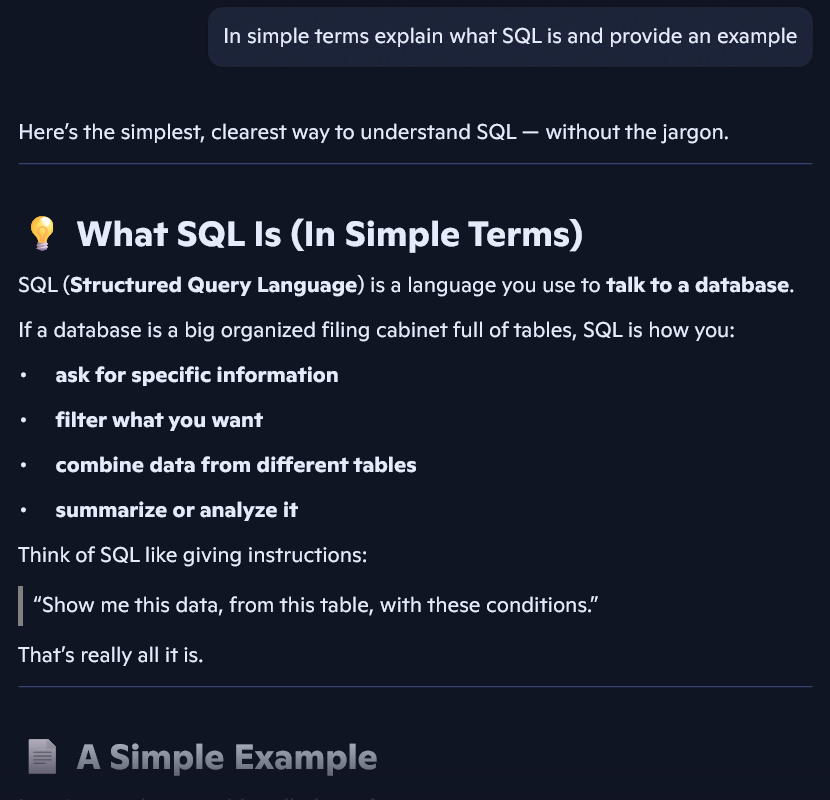 In simple terms explain what SQL is and provide an example
Here’s the simplest, clearest way to understand SQL — without the jargon.
What SQL Is (In Simple Terms)
SQL (Structured Query Language) is a language you use to talk to a database.
If a database is a big organized filing cabinet full of tables, SQL is how you:
• ask for specific information
• filter what you want
• combine data from different tables
• summarize or analyze it
Think of SQL like giving instructions:
“Show me this data, from this table, with these conditions.”
That’s really all it is.
A Simple Example